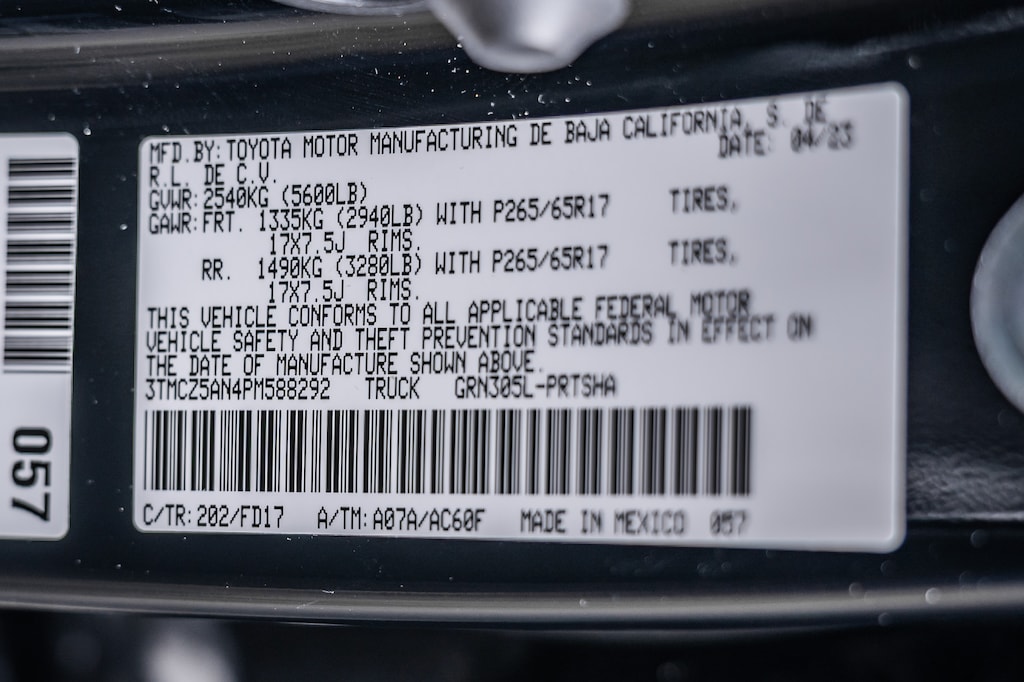 MFD. BY: TOYOTA MOTOR MANUFACTURING DE BAJA CALIFORNIA, S. DE
R.L. DE C.V. DATE: 04/23
GVWR: 2540KG (5600LB)
GAWR: FRT. 1335KG (2940LB) WITH P265/65R17 TIRES,
17X7.5J RIMS.
RR. 1490KG (3280LB) WITH P265/65R17 TIRES,
17X7.5J RIMS.
THIS VEHICLE CONFORMS TO ALL APPLICABLE FEDERAL MOTOR
VEHICLE SAFETY AND THEFT PREVENTION STANDARDS IN EFFECT ON
THE DATE OF MANUFACTURE SHOWN ABOVE.
3TMCZ5AN4PM588292 TRUCK GRN305L-PRTSHA
C/TR: 202/FD17 A/TM: A07A/AC60F MADE IN MEXICO 057
057